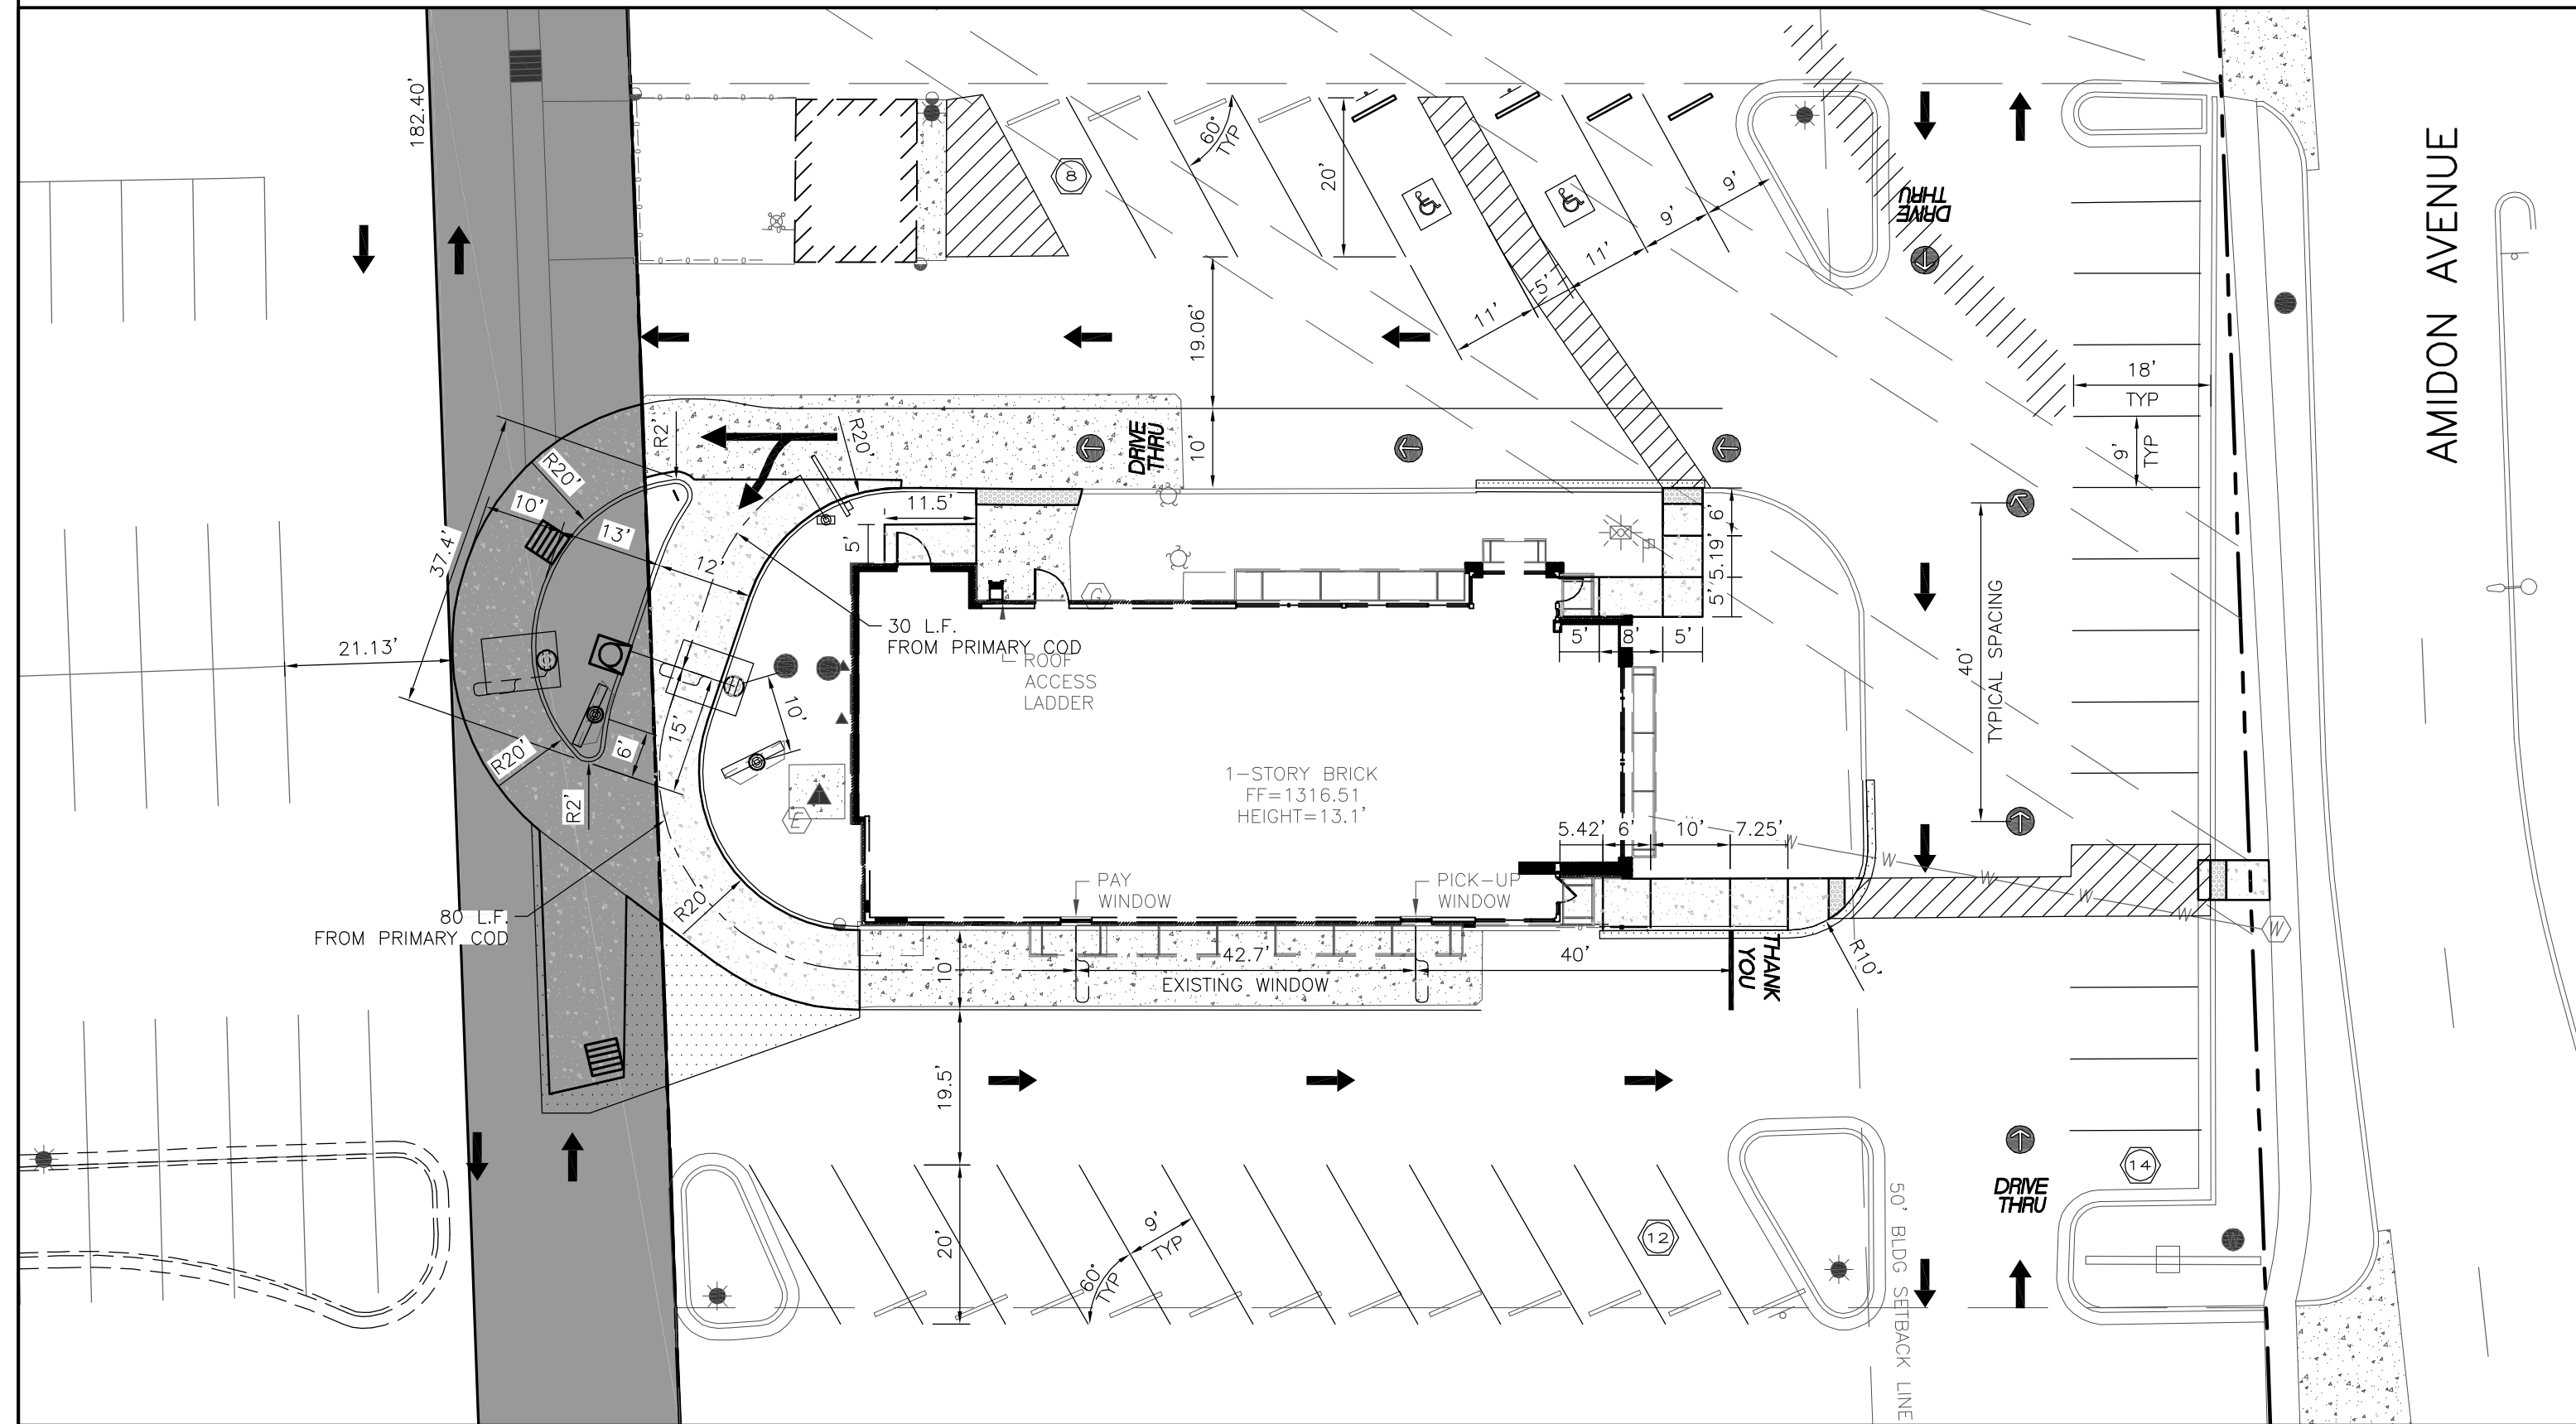 182.40'
AMIDON AVENUE
60°
TYP
8
20'
9'
9'
11'
5'
11'
DRIVE
THRU
19.06'
18'
TYP
9'
TYP
R2'
R20'
DRIVE
THRU
10'
R20'
10'
13'
37.4'
12'
11.5'
5'
6'
5.19'
5'
G
30 L.F.
FROM PRIMARY COD
5'
8'
5'
ROOF
ACCESS
LADDER
21.13'
10'
15'
6'
R20'
R2'
40'
TYPICAL SPACING
1-STORY BRICK
FF=1316.51
HEIGHT=13.1'
E
5.42'
6'
10'
7.25'
W
W
W
W
W
W
PAY
WINDOW
PICK-UP
WINDOW
R20'
80 L.F.
FROM PRIMARY COD
THANK
YOU
R10'
10'
42.7'
40'
EXISTING WINDOW
19.5'
14
DRIVE
THRU
20'
9'
TYP
60°
TYP
12
50' BLDG SETBACK LINE